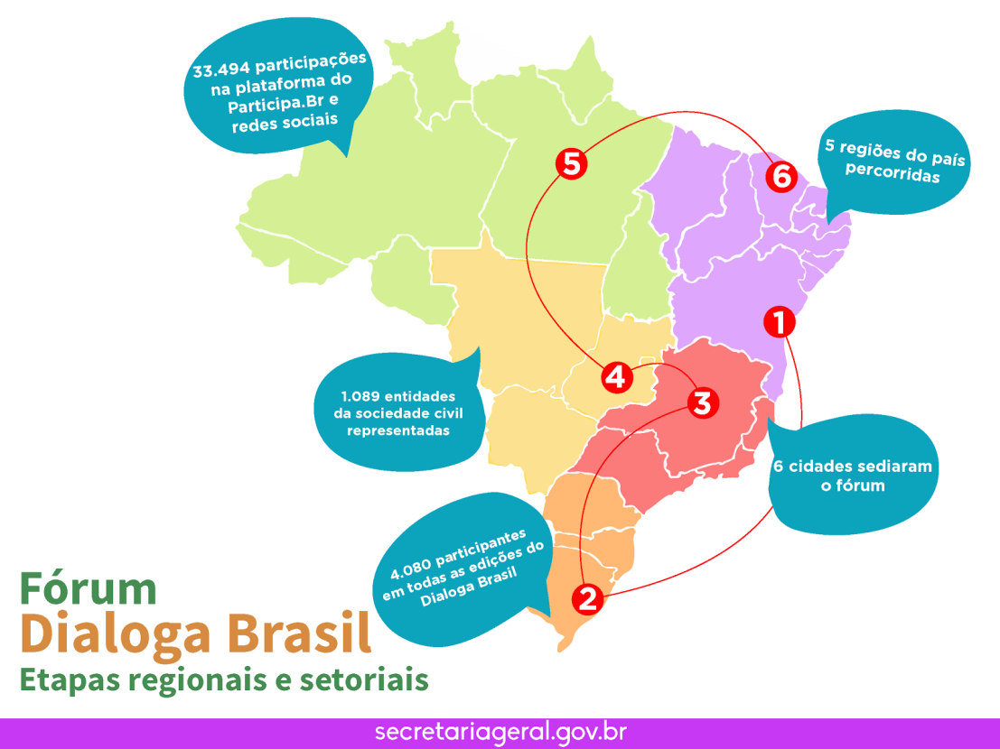 33.494 participações
na plataforma do
Participa.Br e
redes sociais
5 regiões do país
percorridas
5
6
1
4
3
2
1.089 entidades
da sociedade civil
representadas
6 cidades sediaram
o fórum
4.080 participantes
em todas as edições do
Dialoga Brasil
Fórum
Dialoga Brasil
Etapas regionais e setoriais
secretariageral.gov.br